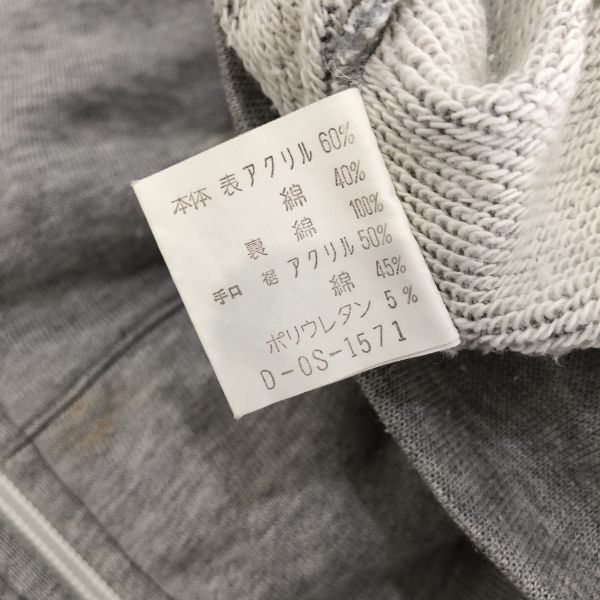 本体 表 アクリル 60%
綿 40%
裏 綿 100%
手口 裾 アクリル 50%
綿 45%
ポリウレタン 5%
D-OS-1571